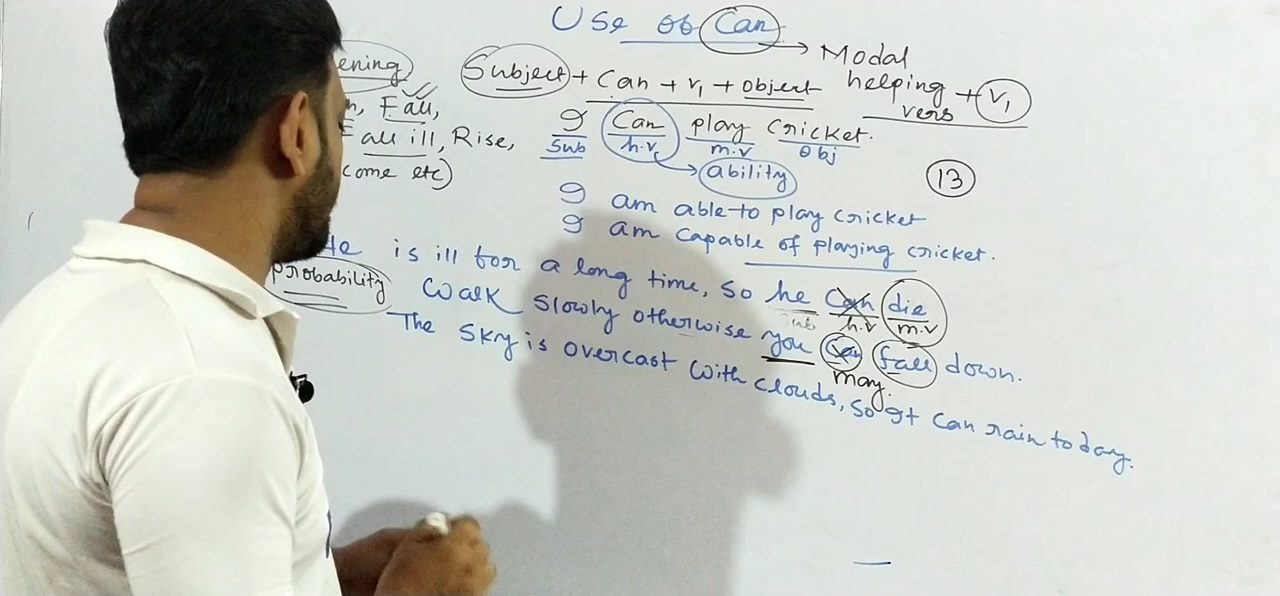 Use of Can
Modal helping verb + V1
Subject + Can + V1 + object
ening
Fall,
Fall ill, Rise,
come etc)
I Can play cricket.
Sub h.v m.v obj
ability
13
I am able to play cricket
I am capable of playing cricket.
He is ill for a long time, so he Can die
h.v m.v
probability
Walk slowly otherwise you Can fall down.
may
The sky is overcast with clouds, so It can rain today.